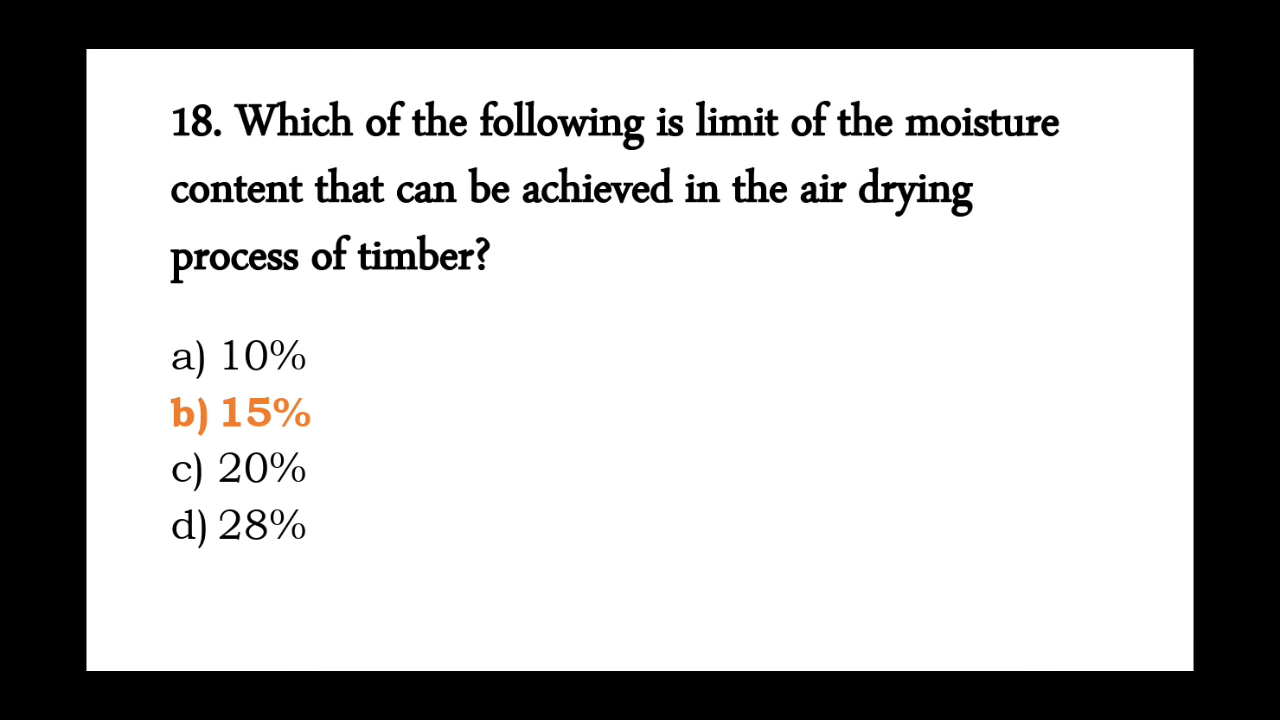 18. Which of the following is limit of the moisture
content that can be achieved in the air drying
process of timber?
a) 10%
b) 15%
c) 20%
d) 28%